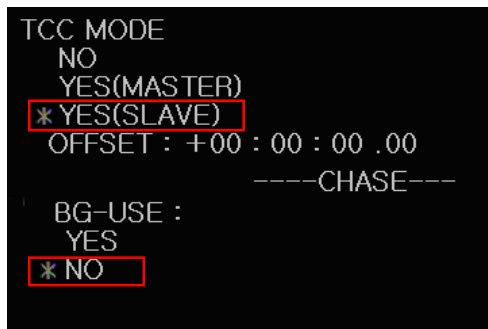 TCC MODE
NO
YES(MASTER)
* YES(SLAVE)
OFFSET : +00 : 00 : 00 .00
----CHASE---
BG-USE :
YES
* NO